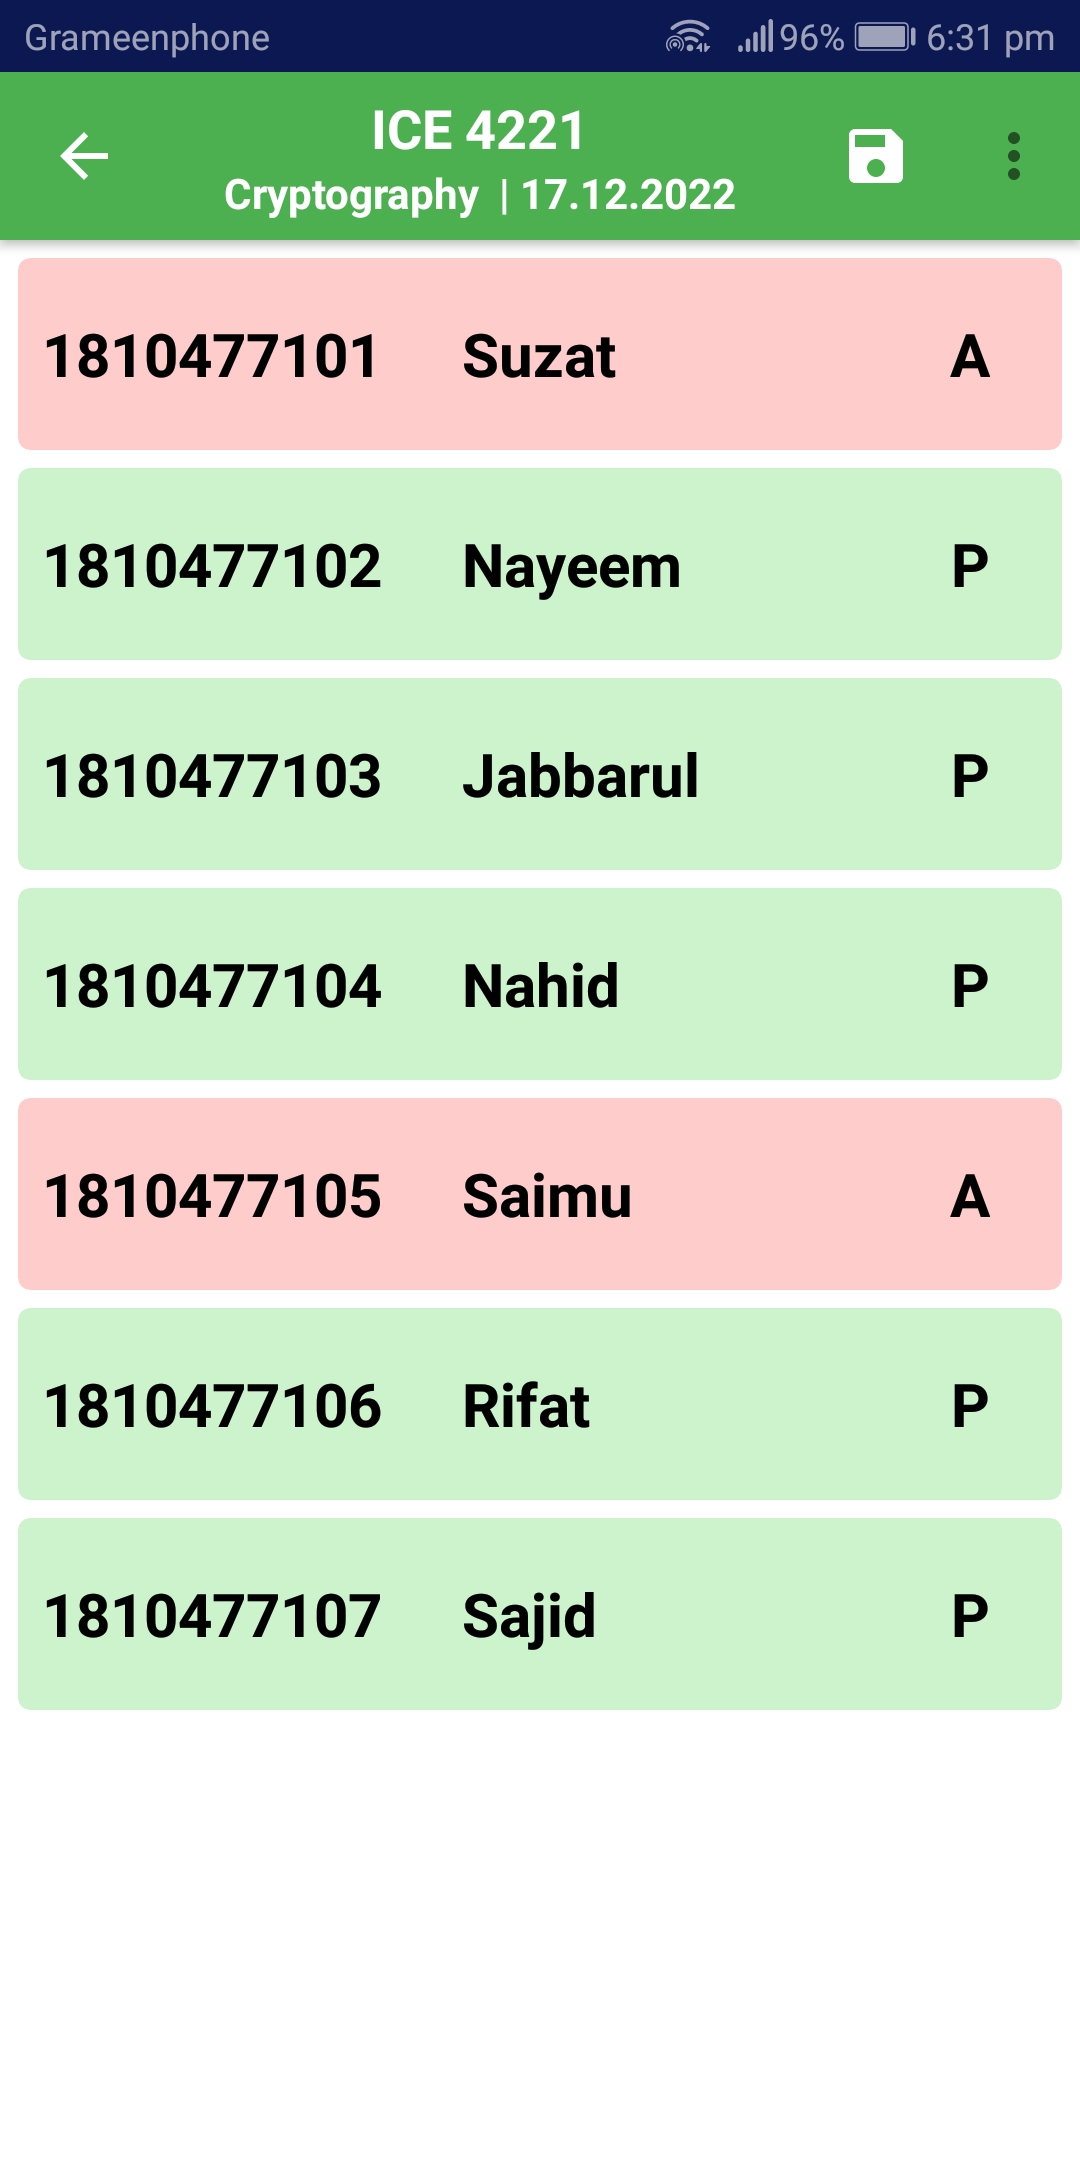 Grameenphone 96% 6:31 pm
ICE 4221
Cryptography | 17.12.2022
1810477101 Suzat A
1810477102 Nayeem P
1810477103 Jabbarul P
1810477104 Nahid P
1810477105 Saimu A
1810477106 Rifat P
1810477107 Sajid P